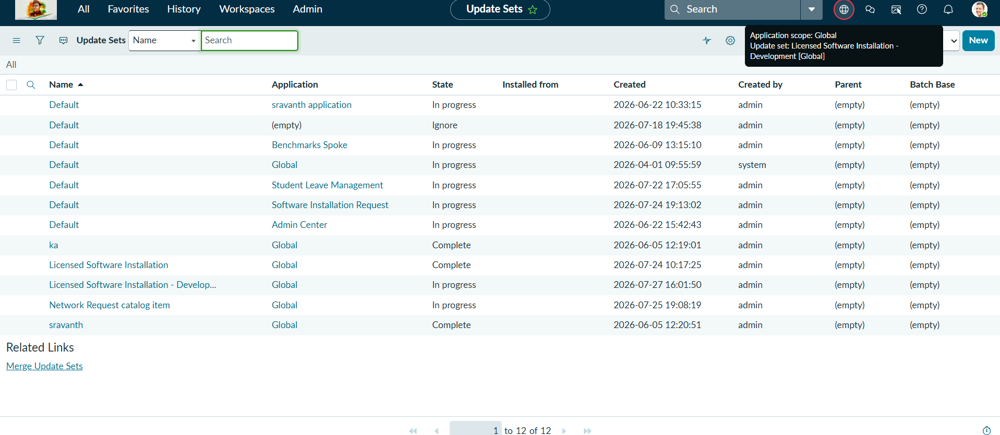 All Favorites History Workspaces Admin Update Sets Search
Update Sets Name Search New
Application scope: Global
Update set: Licensed Software Installation -
Development [Global]
All
Name Application State Installed from Created Created by Parent Batch Base
Default sravanth application In progress 2026-06-22 10:33:15 admin (empty) (empty)
Default (empty) Ignore 2026-07-18 19:45:38 admin (empty) (empty)
Default Benchmarks Spoke In progress 2026-06-09 13:15:10 admin (empty) (empty)
Default Global In progress 2026-04-01 09:55:59 system (empty) (empty)
Default Student Leave Management In progress 2026-07-22 17:05:55 admin (empty) (empty)
Default Software Installation Request In progress 2026-07-24 19:13:02 admin (empty) (empty)
Default Admin Center In progress 2026-06-22 15:42:43 admin (empty) (empty)
ka Global Complete 2026-06-05 12:19:01 admin (empty) (empty)
Licensed Software Installation Global Complete 2026-07-24 10:17:25 admin (empty) (empty)
Licensed Software Installation - Develop... Global In progress 2026-07-27 16:01:50 admin (empty) (empty)
Network Request catalog item Global In progress 2026-07-25 19:08:19 admin (empty) (empty)
sravanth Global Complete 2026-06-05 12:20:51 admin (empty) (empty)
Related Links
Merge Update Sets
1 to 12 of 12